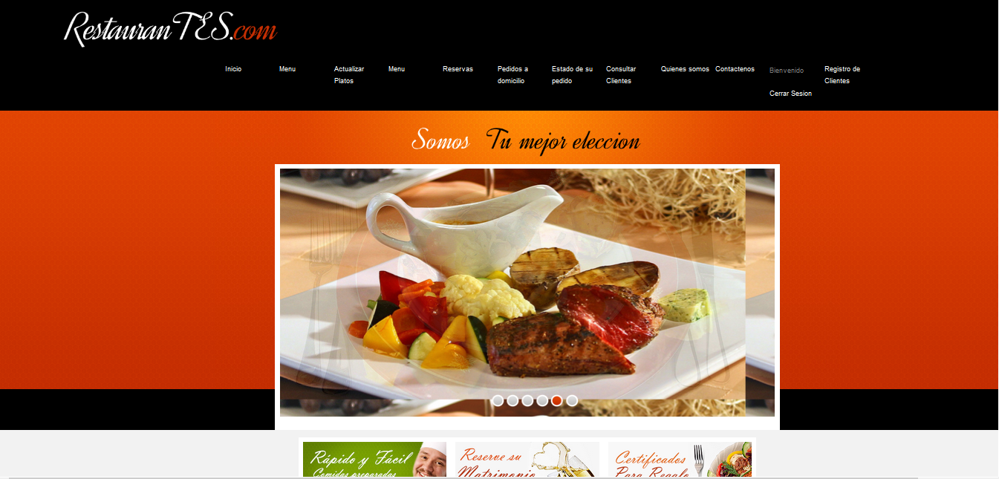 RestauranTES.com
Inicio
Menu
Actualizar
Platos
Menu
Reservas
Pedidos a
domicilio
Estado de su
pedido
Consultar
Clientes
Quienes somos
Contactenos
Bienvenido
Cerrar Sesion
Registro de
Clientes
Somos Tu mejor eleccion
Rápido y Fácil
Comidas preparadas
Reserve su
Matrimonio
Certificados
Para Regalo